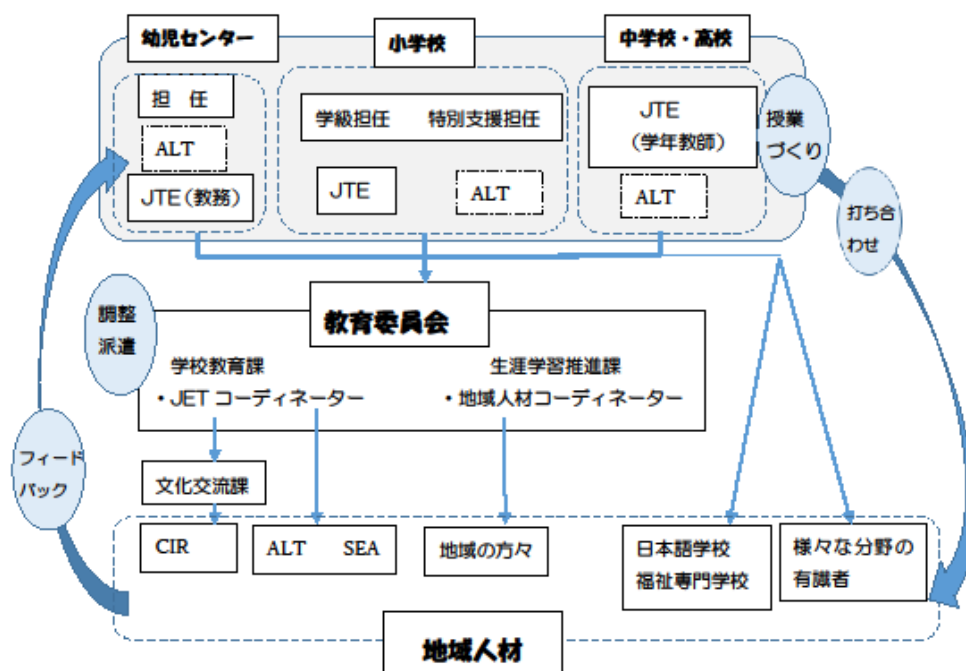 幼児センター
小学校
中学校・高校
担　任
ALT
JTE（教務）
学級担任　特別支援担任
JTE
ALT
JTE
（学年教師）
ALT
授業
づくり
打ち合
わせ
調整
派遣
教育委員会
学校教育課
・JET コーディネーター
生涯学習推進課
・地域人材コーディネーター
フィード
バック
文化交流課
CIR
ALT　SEA
地域の方々
日本語学校
福祉専門学校
様々な分野の
有識者
地域人材